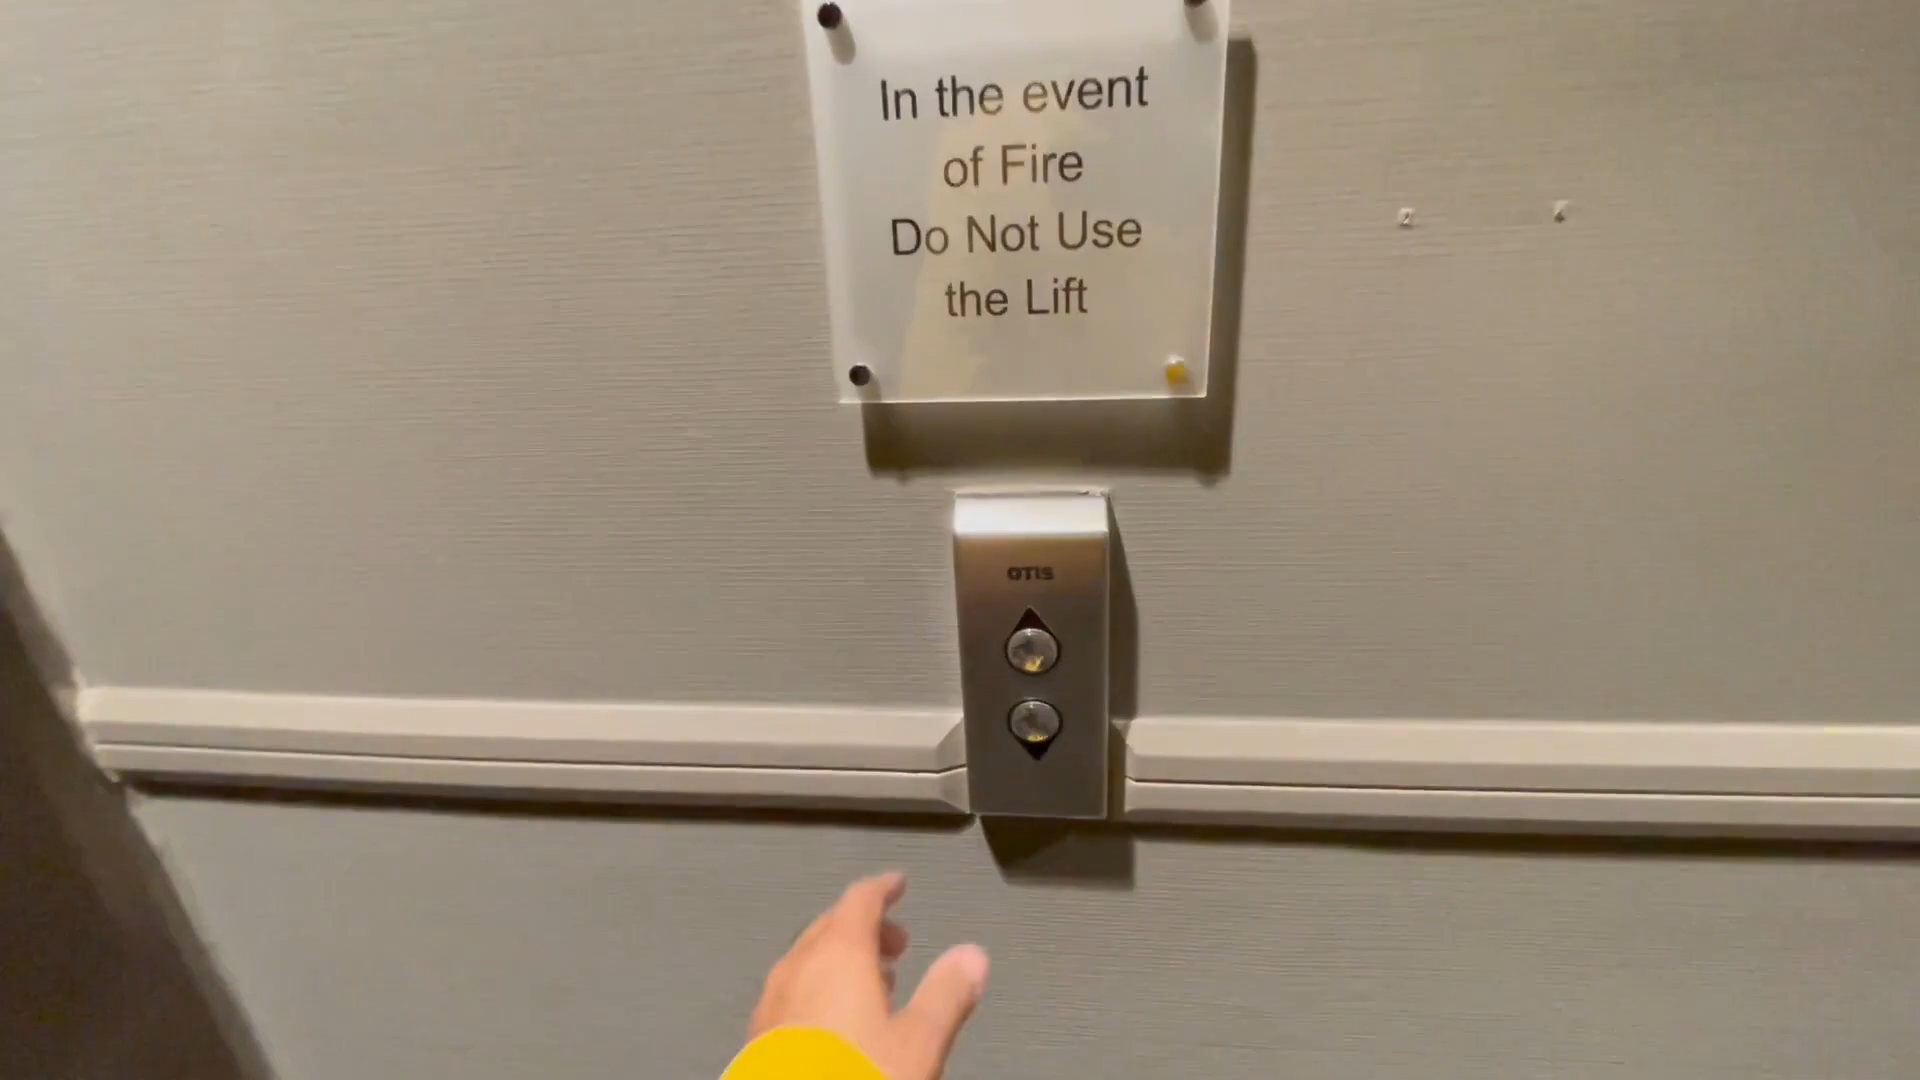 In the event
of Fire
Do Not Use
the Lift
OTIS